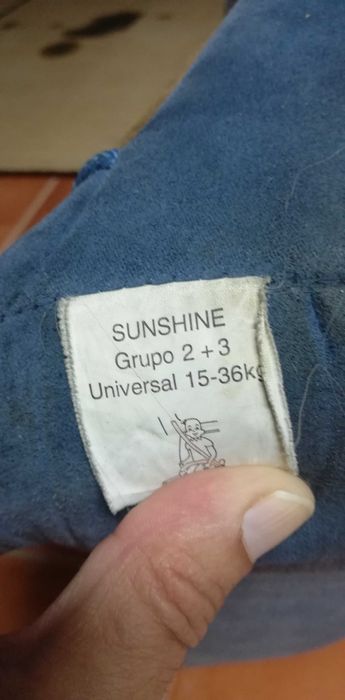 SUNSHINE
Grupo 2 + 3
Universal 15-36kg